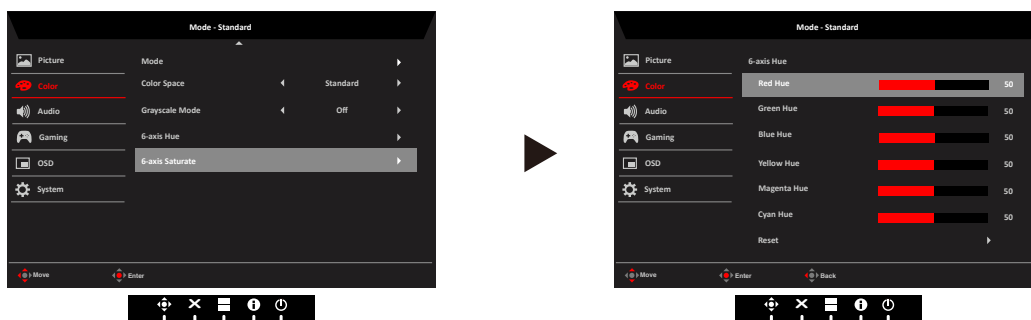 Mode - Standard
Picture
Color
Audio
Gaming
OSD
System
Mode
Color Space Standard
Grayscale Mode Off
6-axis Hue
6-axis Saturate
Move Enter
Mode - Standard
Picture
Color
Audio
Gaming
OSD
System
6-axis Hue
Red Hue 50
Green Hue 50
Blue Hue 50
Yellow Hue 50
Magenta Hue 50
Cyan Hue 50
Reset
Move Enter Back